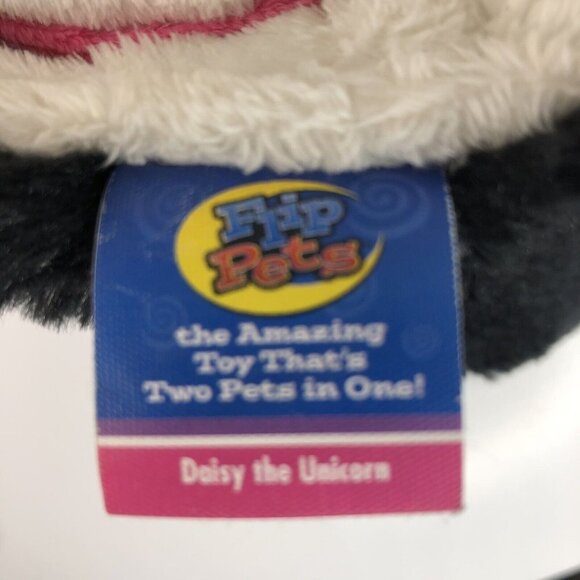 Flip
Pets
the Amazing
Toy That's
Two Pets in One!
Daisy the Unicorn